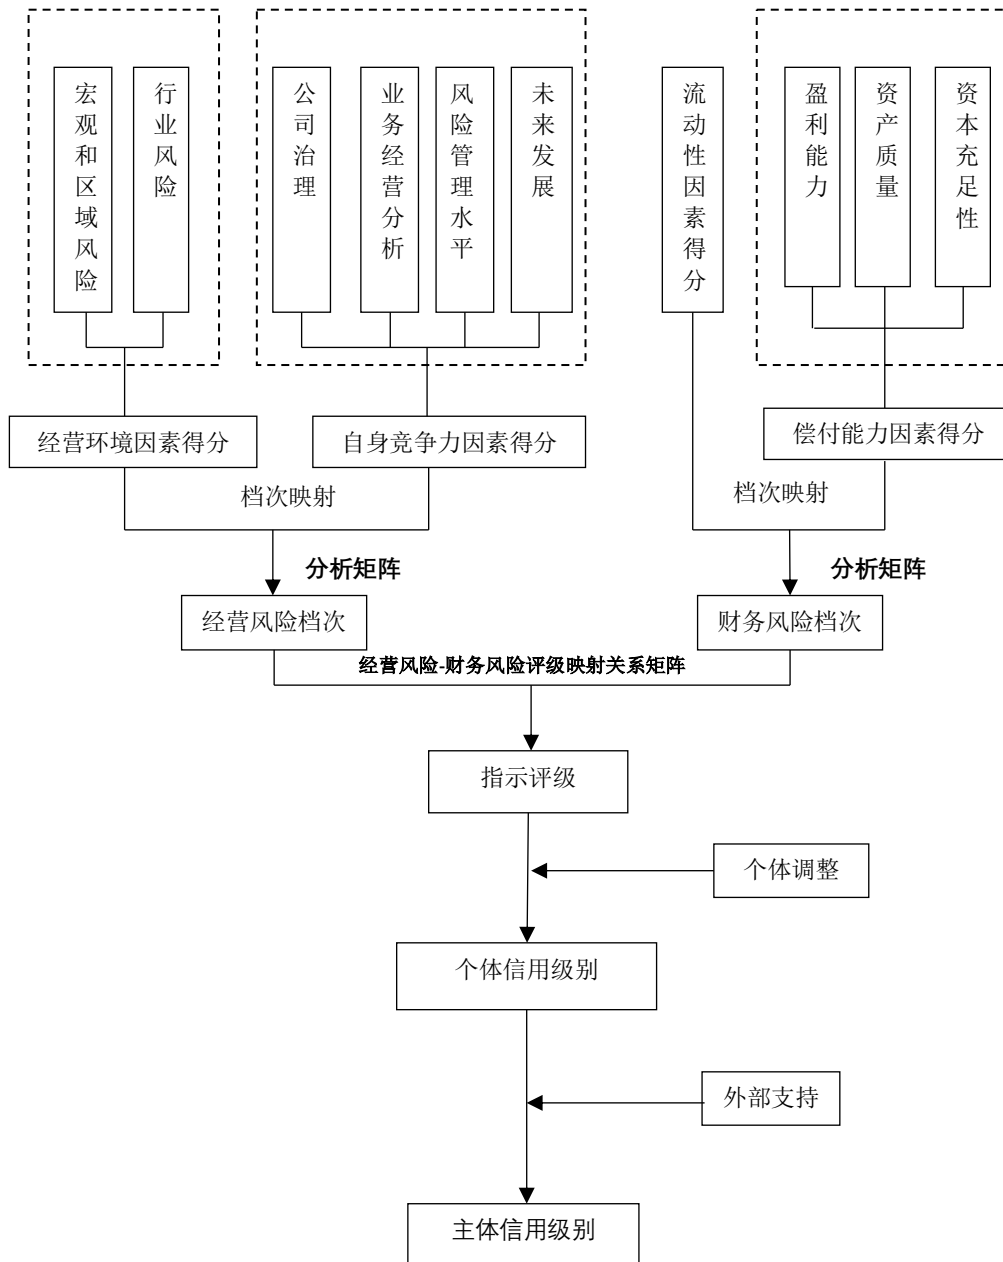 宏观和区域风险
行业风险
公司治理
业务经营分析
风险管理水平
未来发展
流动性因素得分
盈利能力
资产质量
资本充足性
经营环境因素得分
自身竞争力因素得分
偿付能力因素得分
档次映射
档次映射
分析矩阵
分析矩阵
经营风险档次
财务风险档次
经营风险-财务风险评级映射关系矩阵
指示评级
个体调整
个体信用级别
外部支持
主体信用级别